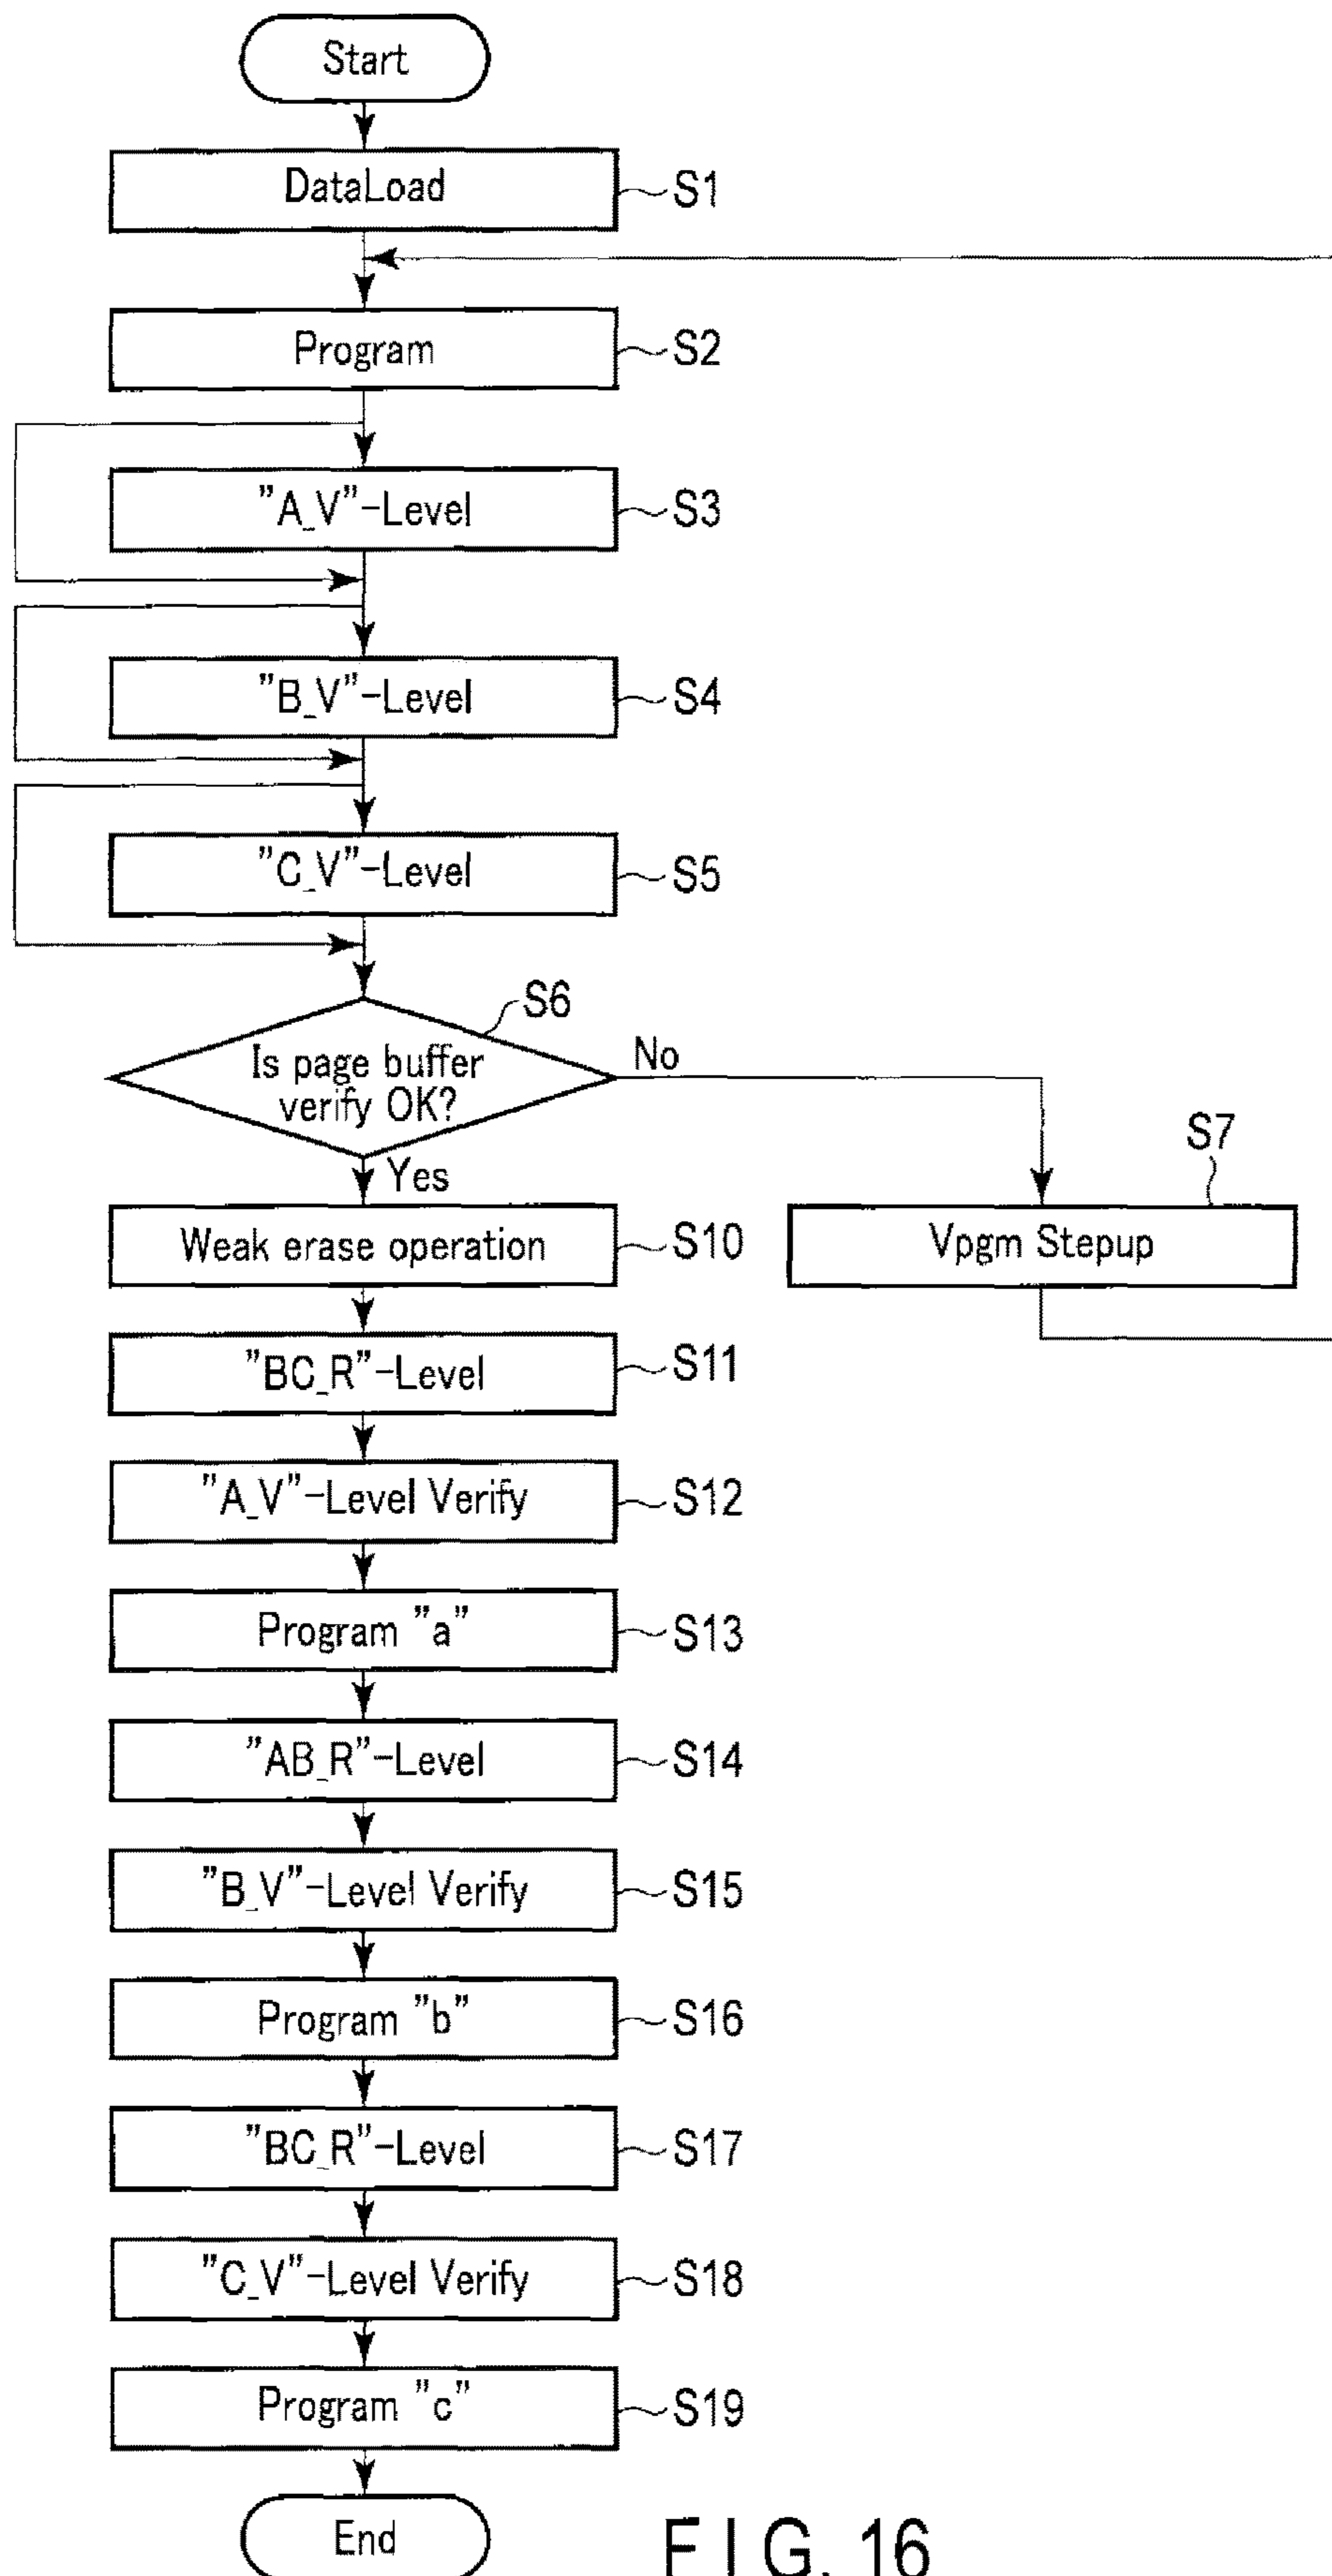 Start
DataLoad
S1
Program
S2
"A_V"-Level
S3
"B_V"-Level
S4
"C_V"-Level
S5
S6
Is page buffer
verify OK?
No
Yes
S7
Weak erase operation
S10
Vpgm Stepup
"BC_R"-Level
S11
"A_V"-Level Verify
S12
Program "a"
S13
"AB_R"-Level
S14
"B_V"-Level Verify
S15
Program "b"
S16
"BC_R"-Level
S17
"C_V"-Level Verify
S18
Program "c"
S19
End
FIG. 16